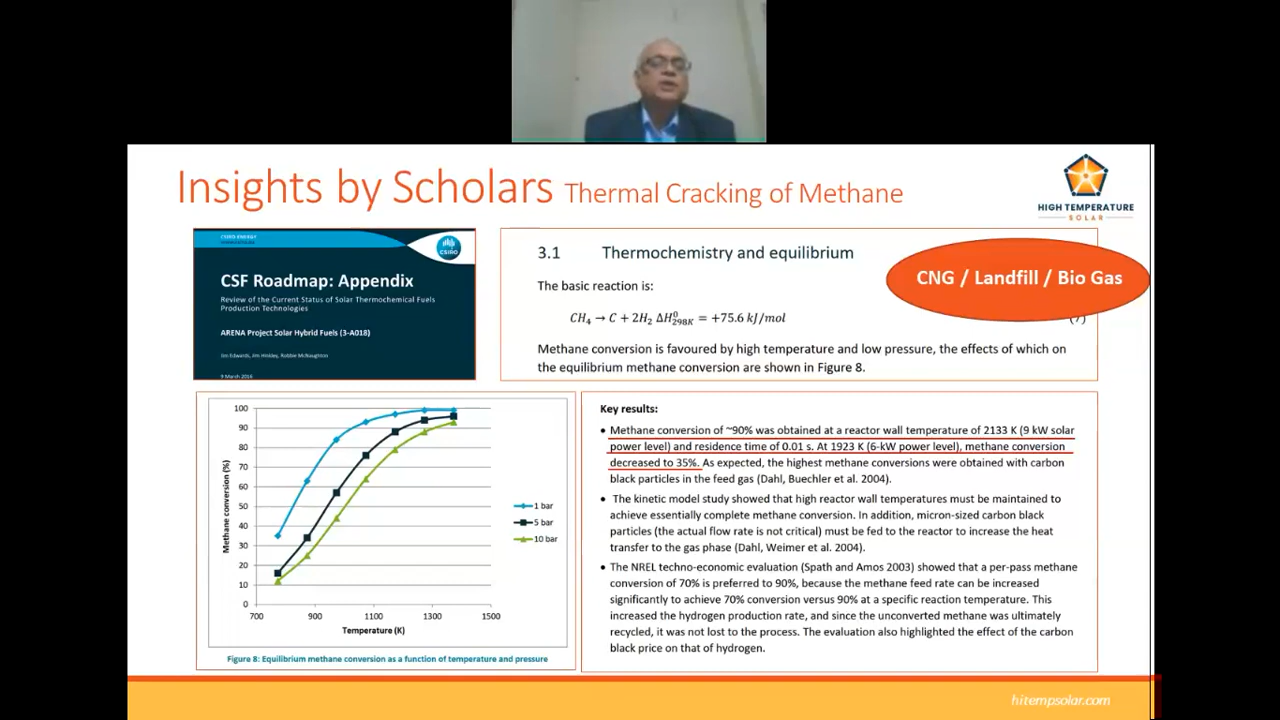 Insights by Scholars Thermal Cracking of Methane
HIGH TEMPERATURE
SOLAR
CSIRO ENERGY
CSIRO
CSF Roadmap: Appendix
Review of the Current Status of Solar Thermochemical Fuels
Production Technologies
ARENA Project Solar Hybrid Fuels (3-A018)
Jim Edwards, Jim Hinkley, Robbie McNaughton
9 March 2016
3.1 Thermochemistry and equilibrium
CNG / Landfill / Bio Gas
The basic reaction is:
CH₄ → C + 2H₂ ΔH⁰₂₉₈K = +75.6 kJ/mol
(7)
Methane conversion is favoured by high temperature and low pressure, the effects of which on
the equilibrium methane conversion are shown in Figure 8.
Methane conversion (%)
100
90
80
70
60
50
40
30
20
10
0
700 900 1100 1300 1500
Temperature (K)
1 bar
5 bar
10 bar
Figure 8: Equilibrium methane conversion as a function of temperature and pressure
Key results:
• Methane conversion of ~90% was obtained at a reactor wall temperature of 2133 K (9 kW solar
power level) and residence time of 0.01 s. At 1923 K (6-kW power level), methane conversion
decreased to 35%. As expected, the highest methane conversions were obtained with carbon
black particles in the feed gas (Dahl, Buechler et al. 2004).
• The kinetic model study showed that high reactor wall temperatures must be maintained to
achieve essentially complete methane conversion. In addition, micron-sized carbon black
particles (the actual flow rate is not critical) must be fed to the reactor to increase the heat
transfer to the gas phase (Dahl, Weimer et al. 2004).
• The NREL techno-economic evaluation (Spath and Amos 2003) showed that a per-pass methane
conversion of 70% is preferred to 90%, because the methane feed rate can be increased
significantly to achieve 70% conversion versus 90% at a specific reaction temperature. This
increased the hydrogen production rate, and since the unconverted methane was ultimately
recycled, it was not lost to the process. The evaluation also highlighted the effect of the carbon
black price on that of hydrogen.
hitempsolar.com